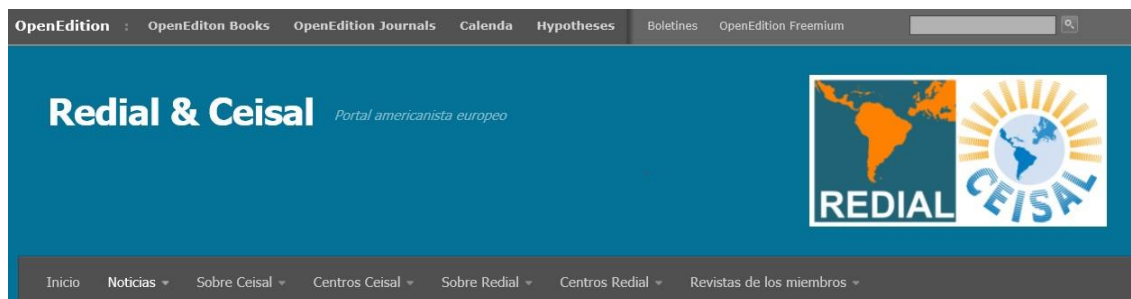 OpenEdition : OpenEditon Books OpenEdition Journals Calenda Hypotheses Boletines OpenEdition Freemium
Redial & Ceisal Portal americanista europeo
REDIAL
CEISAL
Inicio Noticias Sobre Ceisal Centros Ceisal Sobre Redial Centros Redial Revistas de los miembros